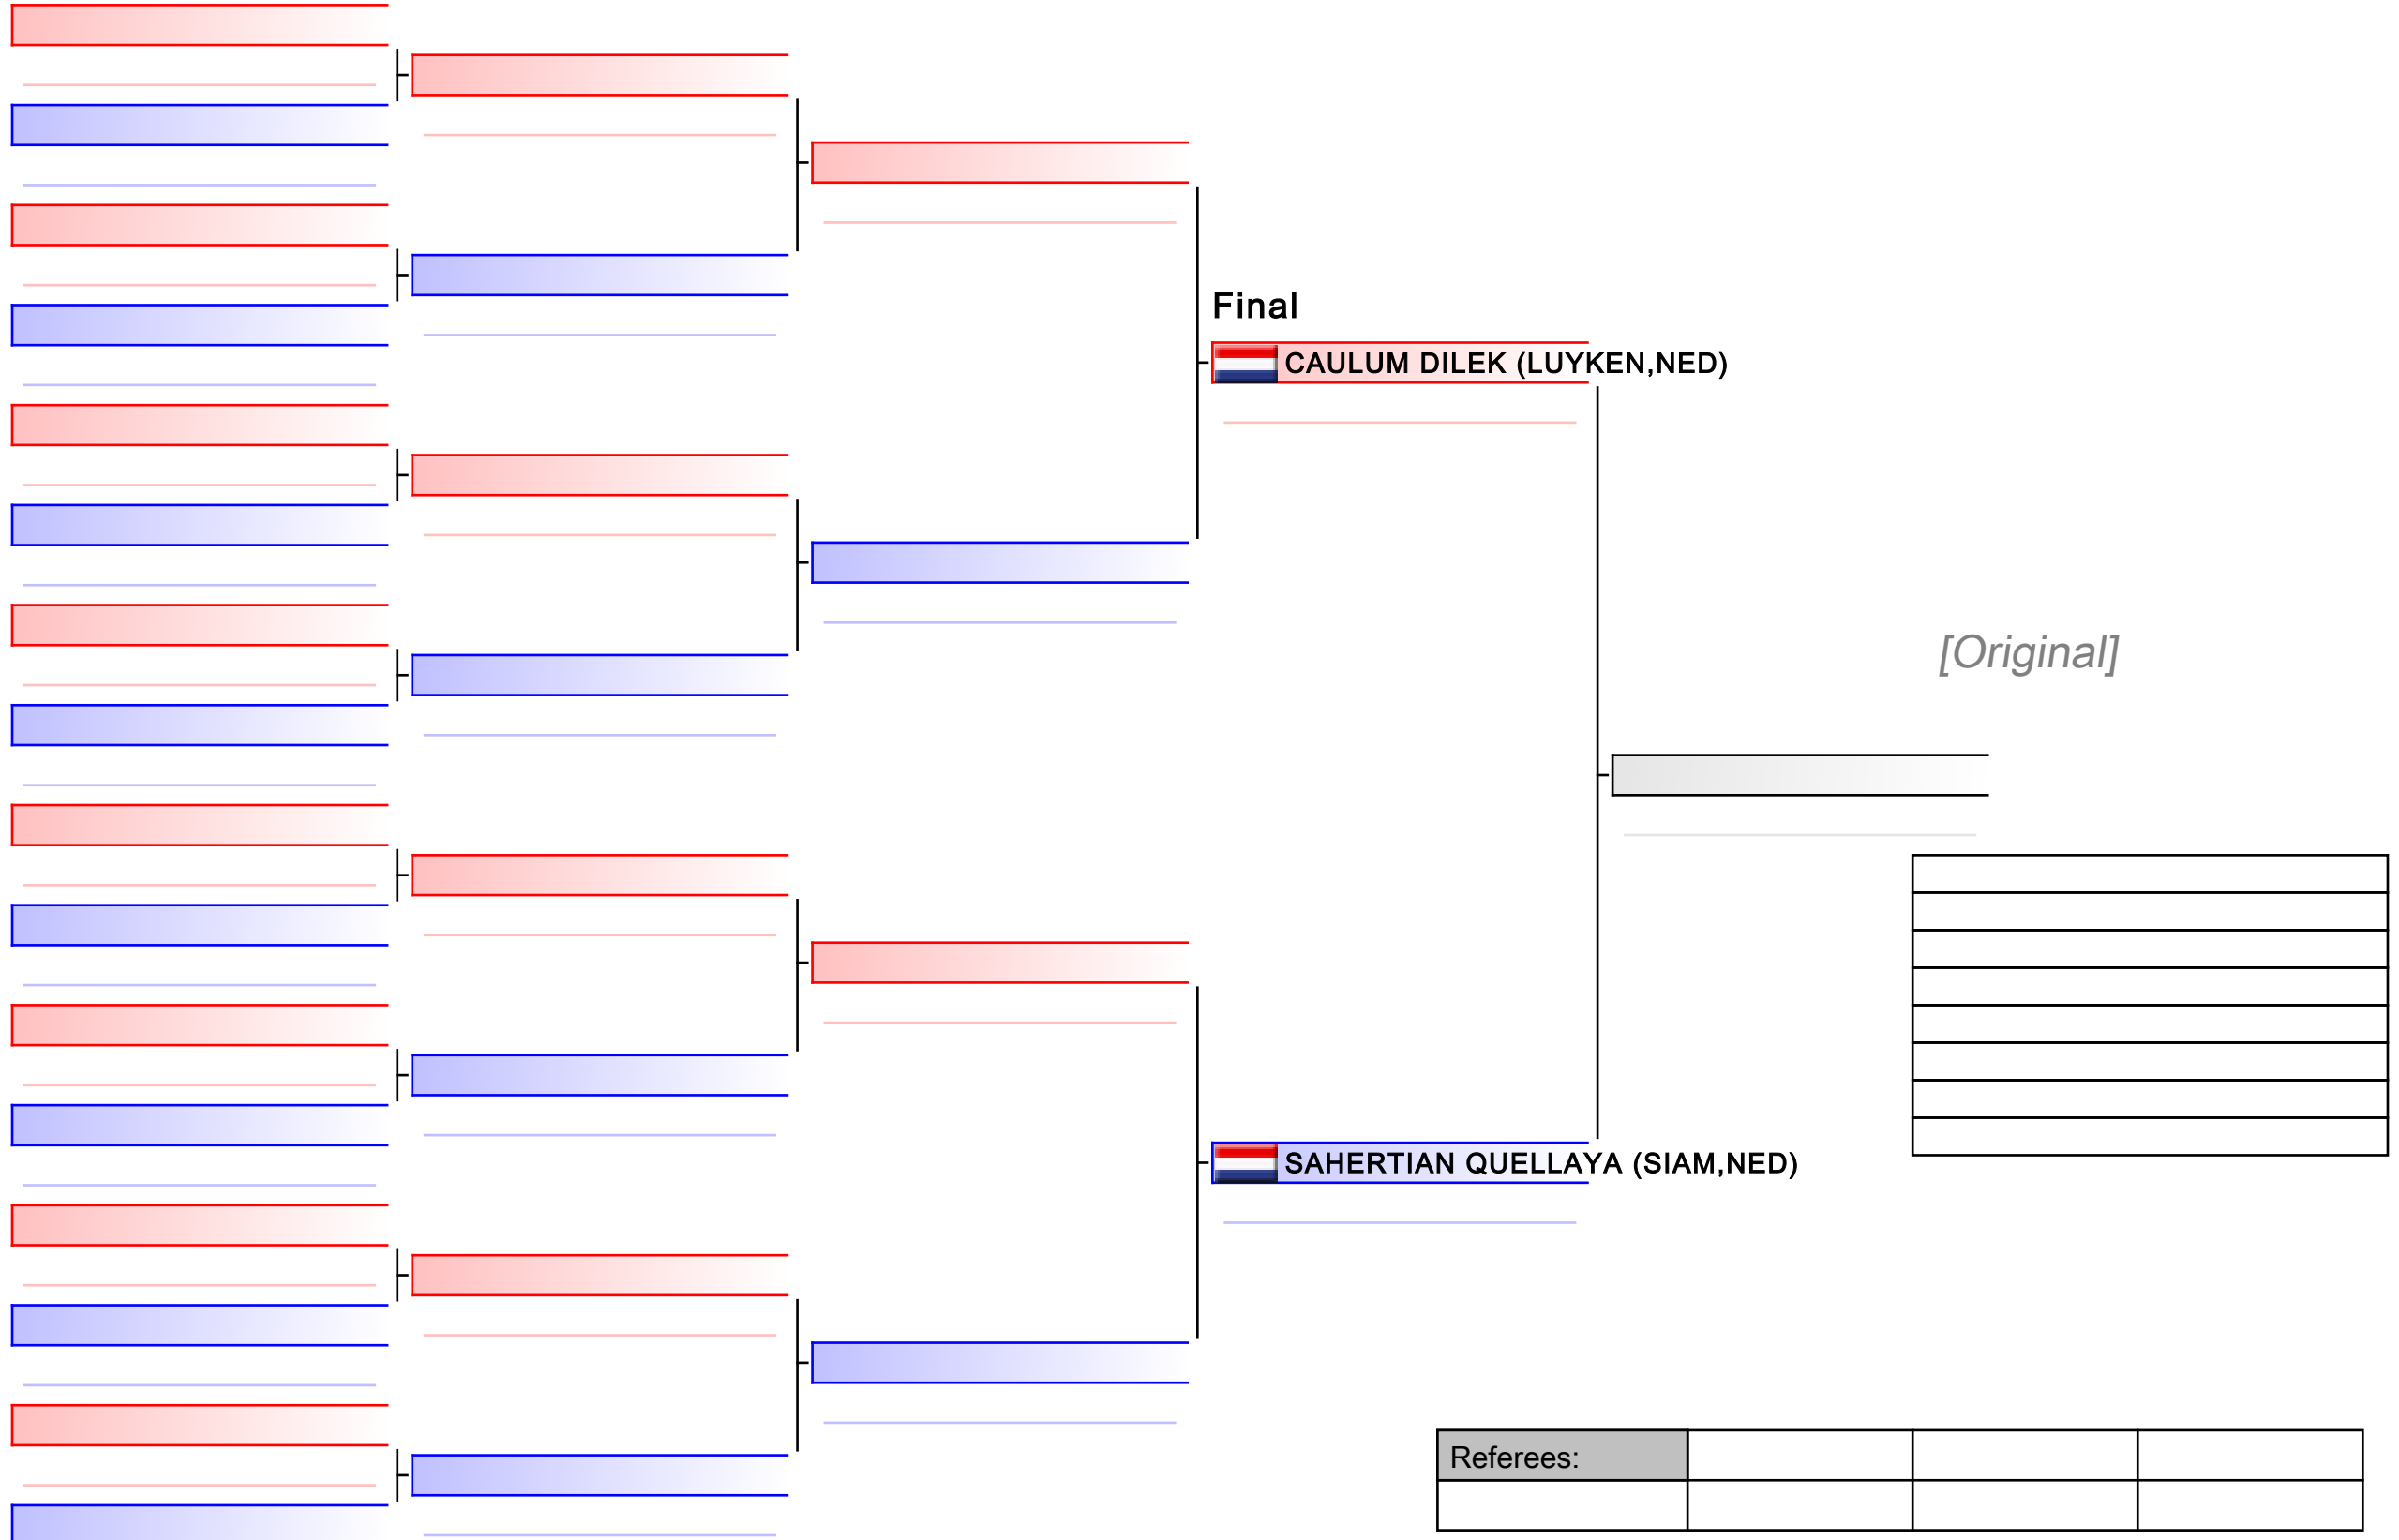 Final
CAULUM DILEK (LUYKEN,NED)
[Original]
SAHERTIAN QUELLAYA (SIAM,NED)
Referees: